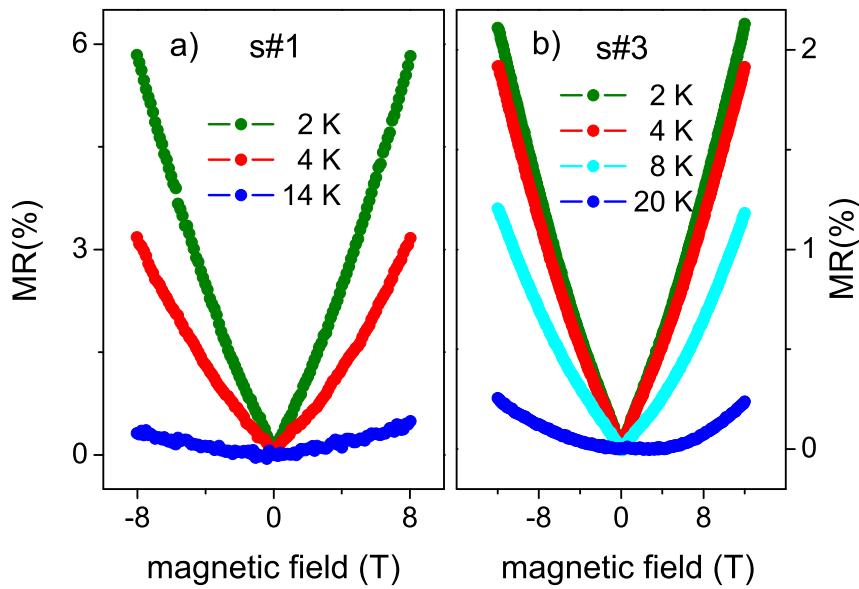 a) s#1
2 K
4 K
14 K
MR(%)
6
3
0
-8 0 8
magnetic field (T)
b) s#3
2 K
4 K
8 K
20 K
2
1
0
MR(%)
-8 0 8
magnetic field (T)